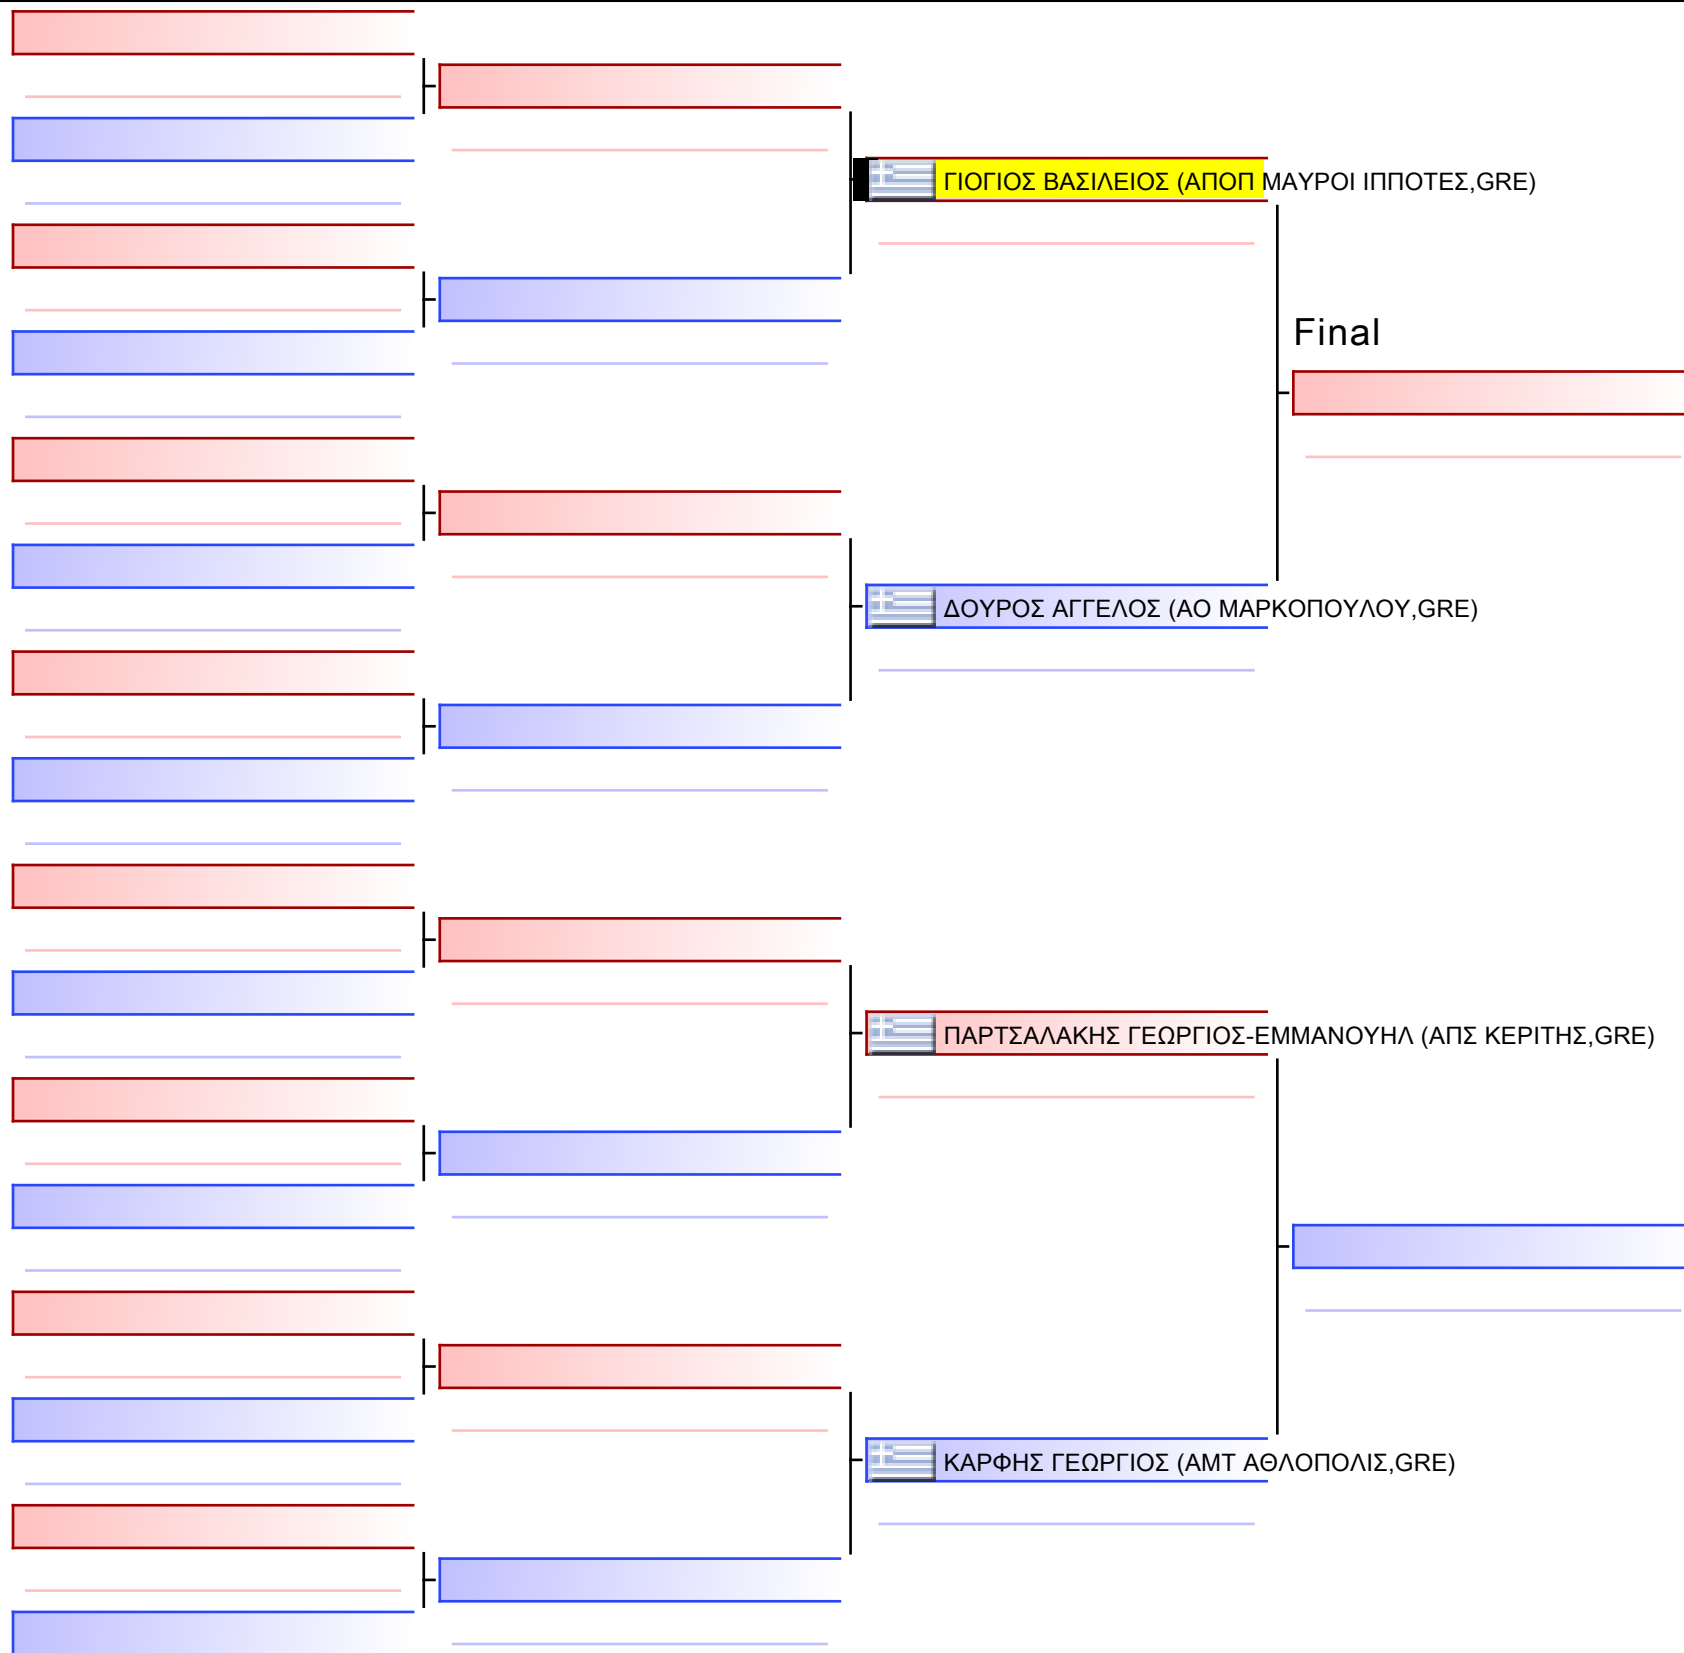 ΓΙΟΓΙΟΣ ΒΑΣΙΛΕΙΟΣ (ΑΠΟΠ ΜΑΥΡΟΙ ΙΠΠΟΤΕΣ,GRE)
Final
ΔΟΥΡΟΣ ΑΓΓΕΛΟΣ (ΑΟ ΜΑΡΚΟΠΟΥΛΟΥ,GRE)
ΠΑΡΤΣΑΛΑΚΗΣ ΓΕΩΡΓΙΟΣ-ΕΜΜΑΝΟΥΗΛ (ΑΠΣ ΚΕΡΙΤΗΣ,GRE)
ΚΑΡΦΗΣ ΓΕΩΡΓΙΟΣ (ΑΜΤ ΑΘΛΟΠΟΛΙΣ,GRE)